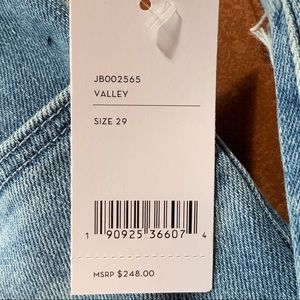 JB002565
VALLEY
SIZE 29
1 90925 36607 4
MSRP $248.00